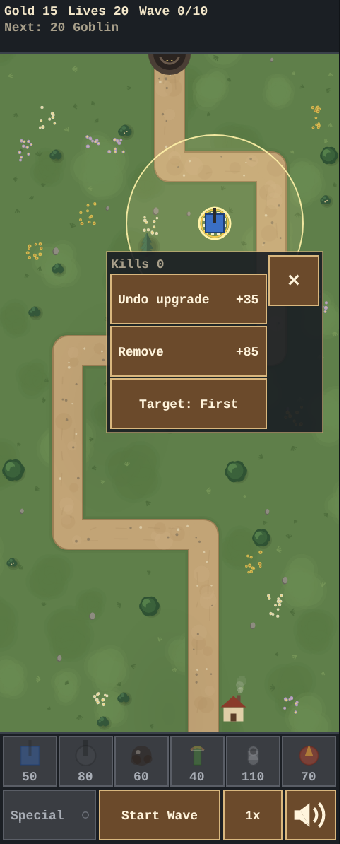 Gold 15 Lives 20 Wave 0/10
Next: 20 Goblin
Kills 0
×
Undo upgrade +35
Remove +85
Target: First
50 80 60 40 110 70
Special Start Wave 1x